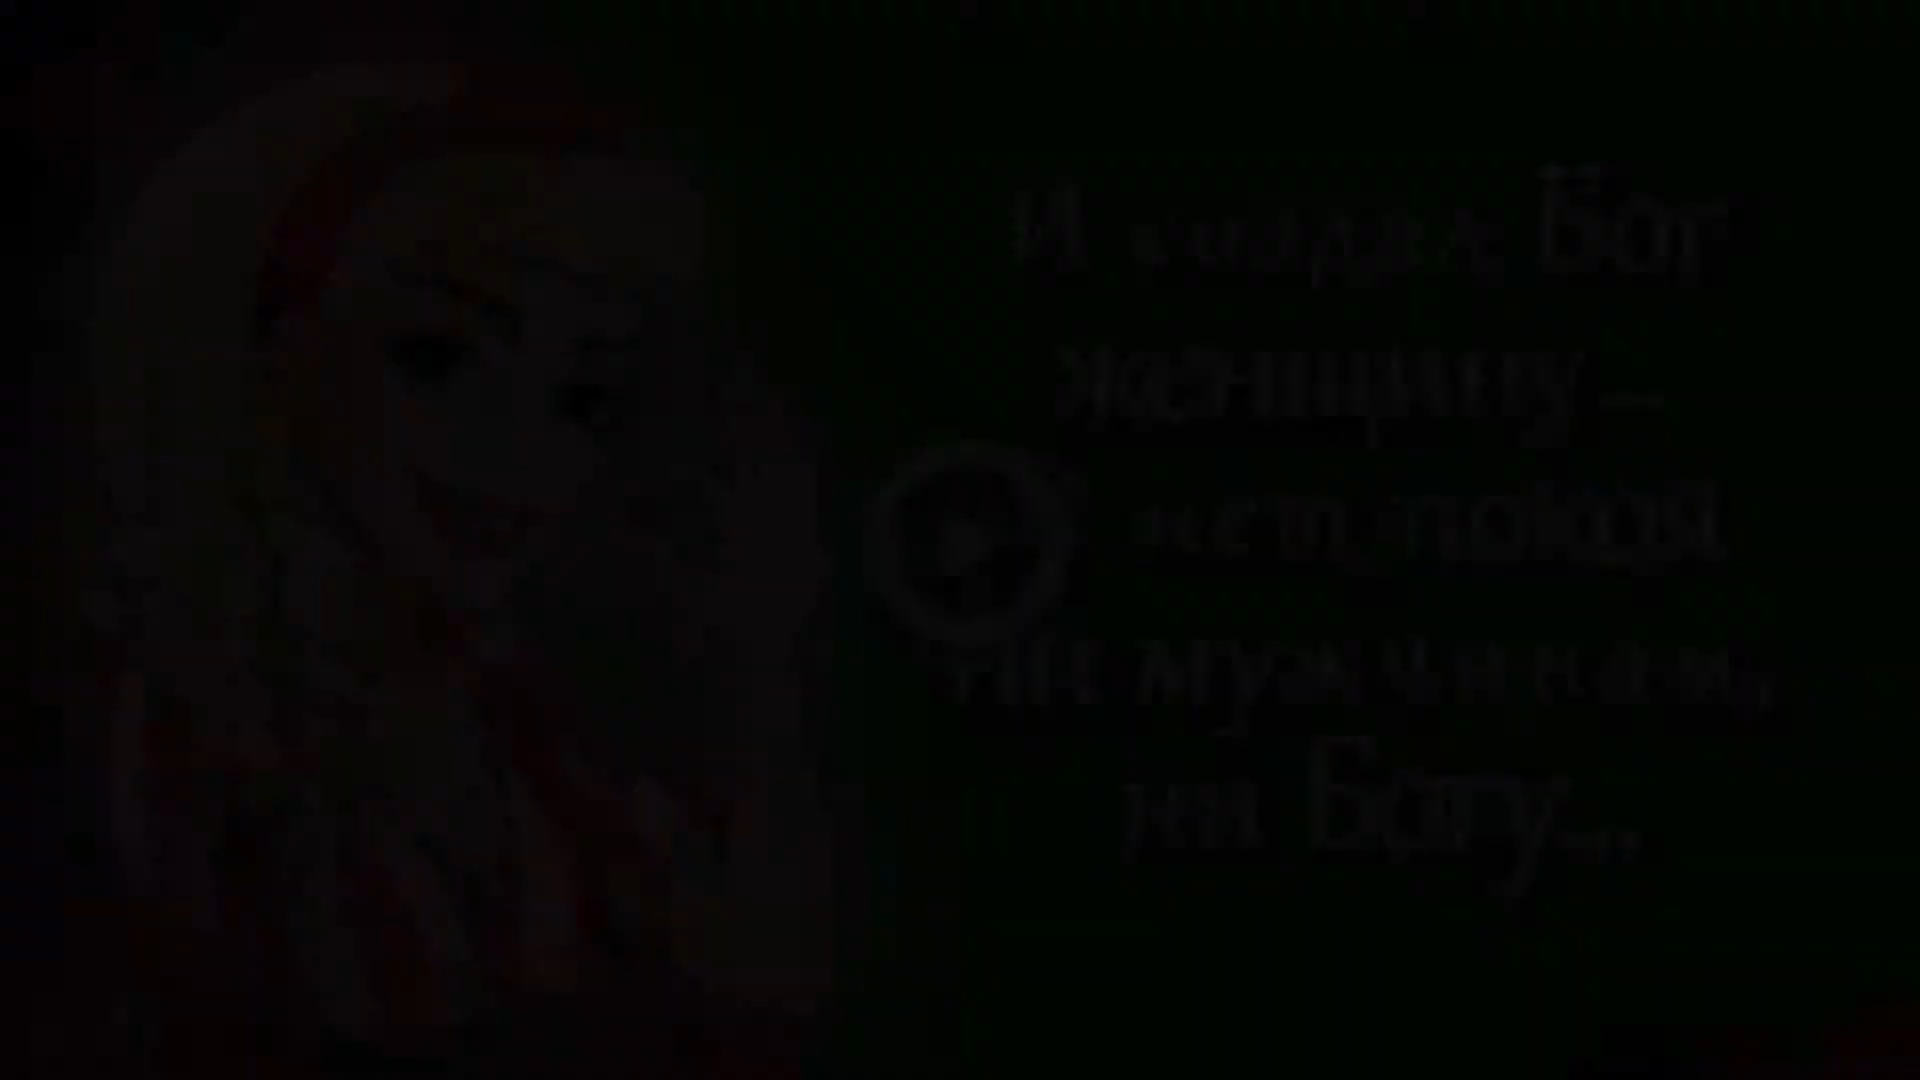 И создал Бог
женщину –
нет покоя
ни мужчинам,
ни Богу...